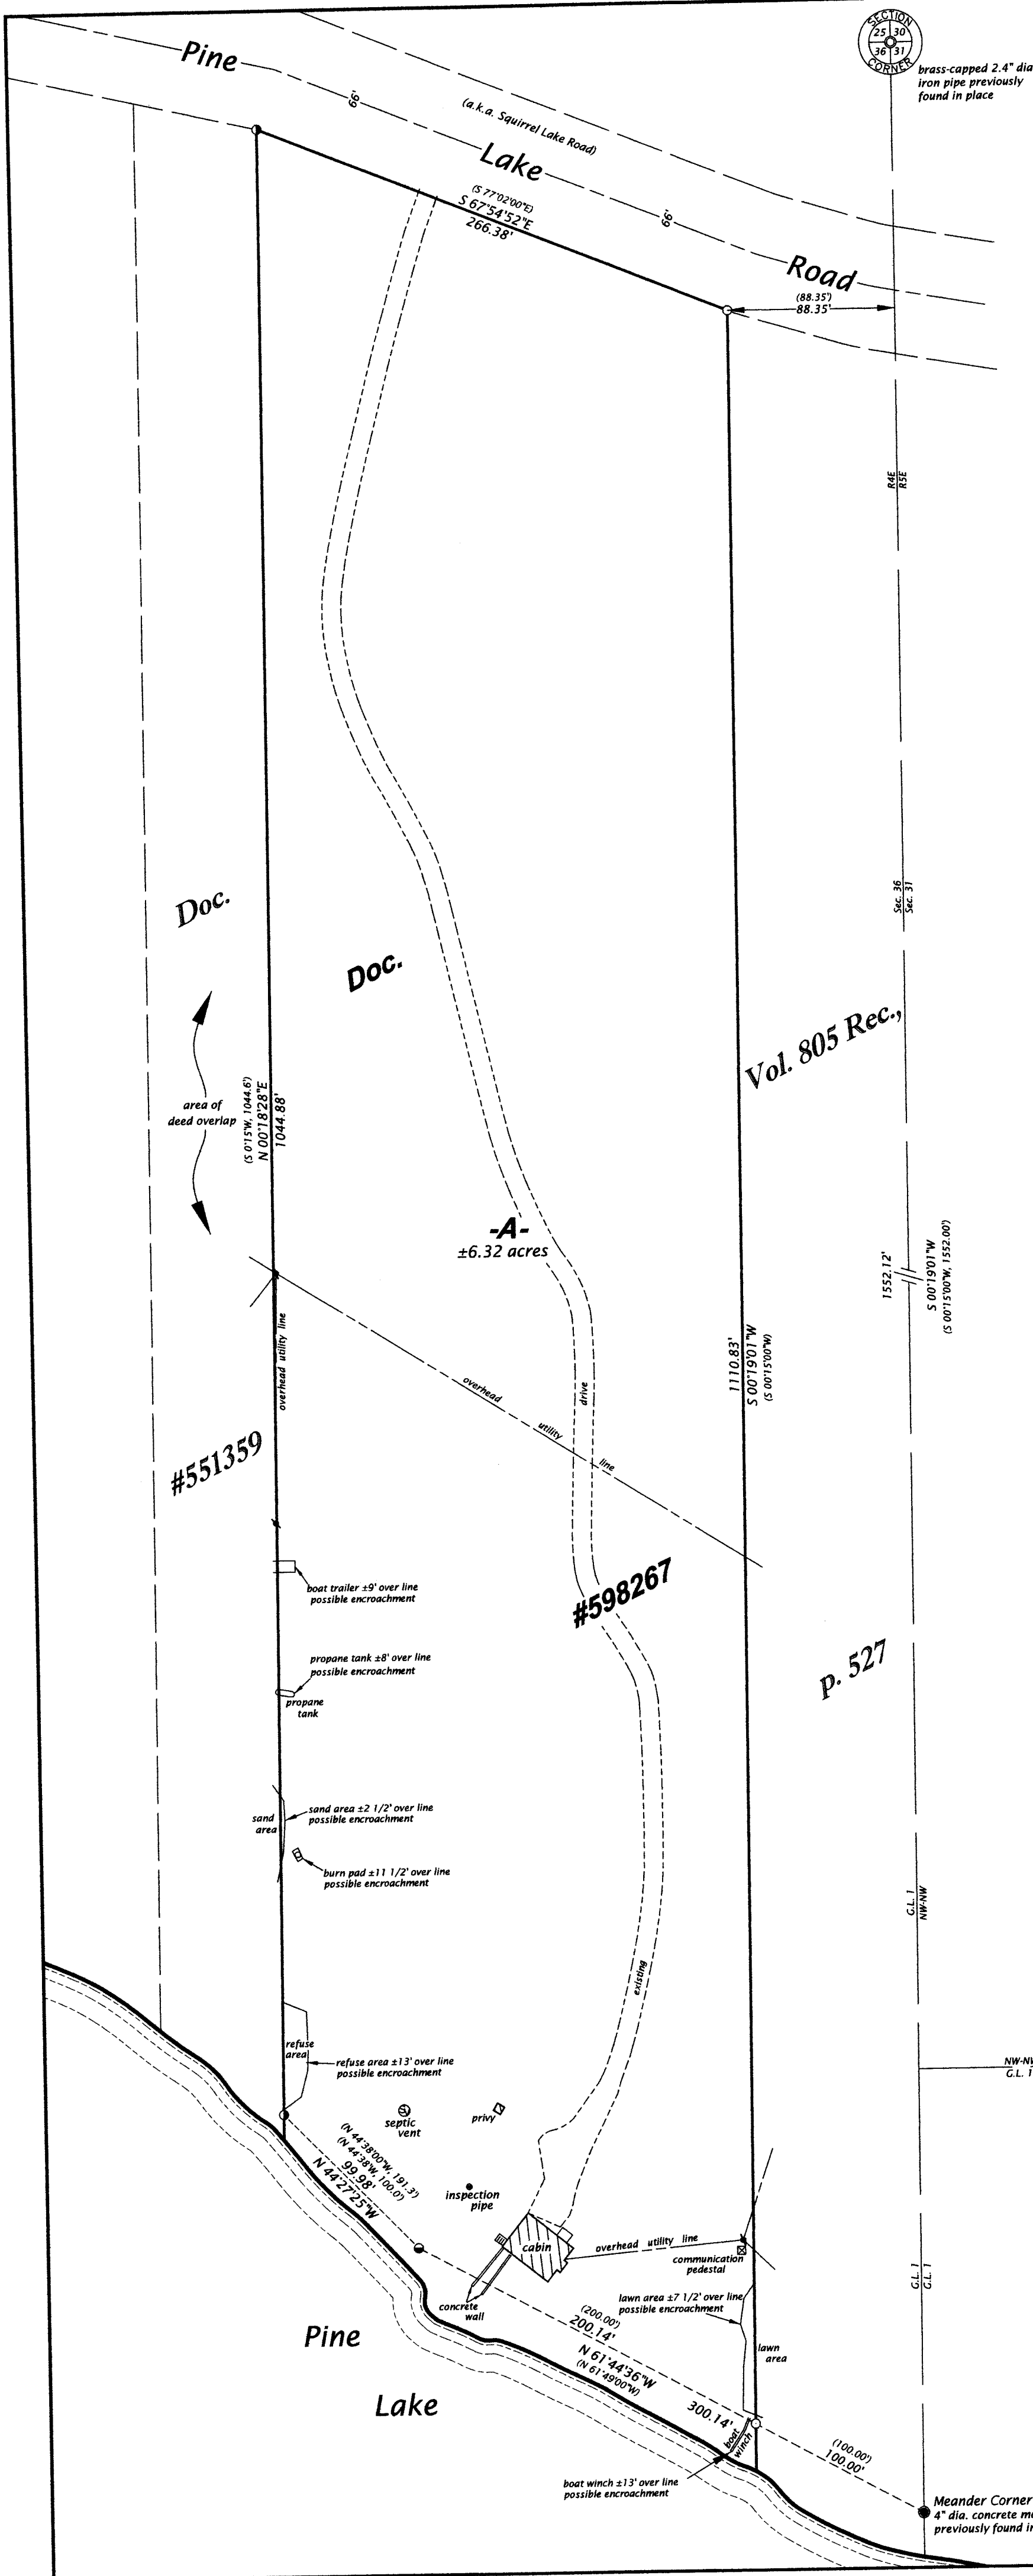 SECTION
25 30
36 31
CORNER
brass-capped 2.4" dia
iron pipe previously
found in place
Pine
66'
(a.k.a. Squirrel Lake Road)
Lake
66'
Road
(S 77°02'00"E)
S 67°54'52"E
266.38'
(88.35')
88.35'
R4E
R5E
Sec. 36
Sec. 31
Doc.
Doc.
Vol. 805 Rec.,
area of
deed overlap
(S 0°15'W, 1044.6')
N 00°18'28"E
1044.88'
-A-
±6.32 acres
1552.12'
S 00°19'01"W
(S 00°15'00"W, 1552.00')
overhead utility line
1110.83'
S 00°19'01"W
(S 00°15'00"W)
drive
overhead
utility
line
#551359
#598267
boat trailer ±9' over line
possible encroachment
propane tank ±8' over line
possible encroachment
propane
tank
p. 527
sand
area
sand area ±2 1/2' over line
possible encroachment
burn pad ±11 1/2' over line
possible encroachment
G.L. 1
NW-NW
existing
refuse
area
refuse area ±13' over line
possible encroachment
NW-NW
G.L. 1
septic
vent
privy
(N 44°38'00"W, 191.3')
(N 44°38'W, 100.0')
99.98'
N 44°27'25"W
inspection
pipe
cabin
overhead utility line
communication
pedestal
G.L. 1
G.L. 1
concrete
wall
lawn area ±7 1/2' over line
possible encroachment
(200.00')
200.14'
N 61°44'36"W
(N 61°49'00"W)
lawn
area
Pine
Lake
300.14'
boat
winch
(100.00')
100.00'
boat winch ±13' over line
possible encroachment
Meander Corner
4" dia. concrete m
previously found i